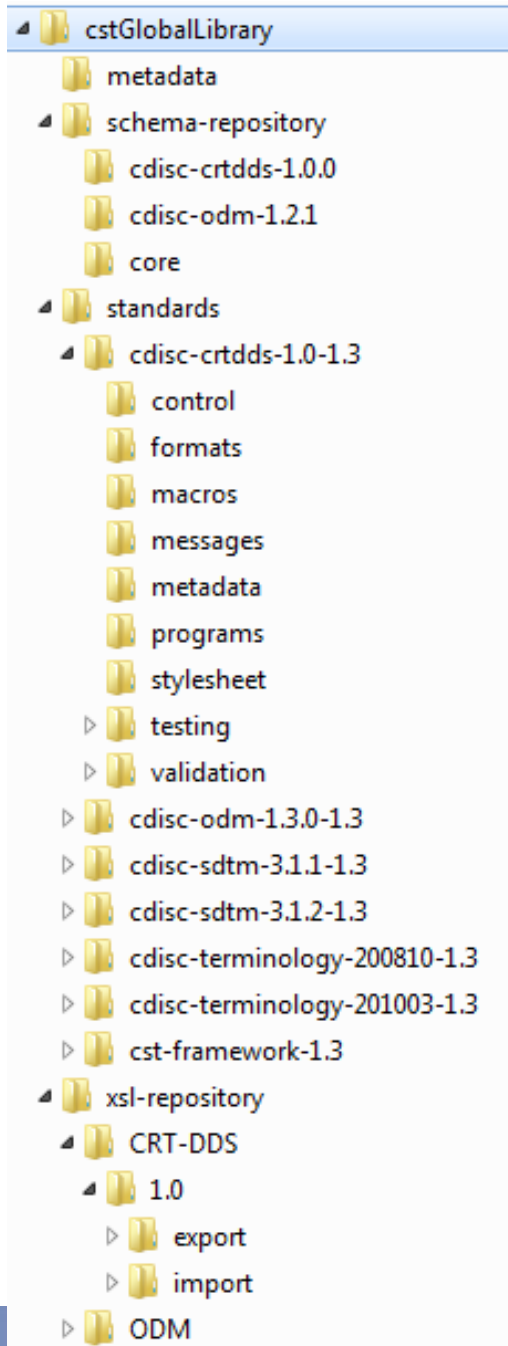 cstGlobalLibrary
metadata
schema-repository
cdisc-crtdds-1.0.0
cdisc-odm-1.2.1
core
standards
cdisc-crtdds-1.0-1.3
control
formats
macros
messages
metadata
programs
stylesheet
testing
validation
cdisc-odm-1.3.0-1.3
cdisc-sdtm-3.1.1-1.3
cdisc-sdtm-3.1.2-1.3
cdisc-terminology-200810-1.3
cdisc-terminology-201003-1.3
cst-framework-1.3
xsl-repository
CRT-DDS
1.0
export
import
ODM